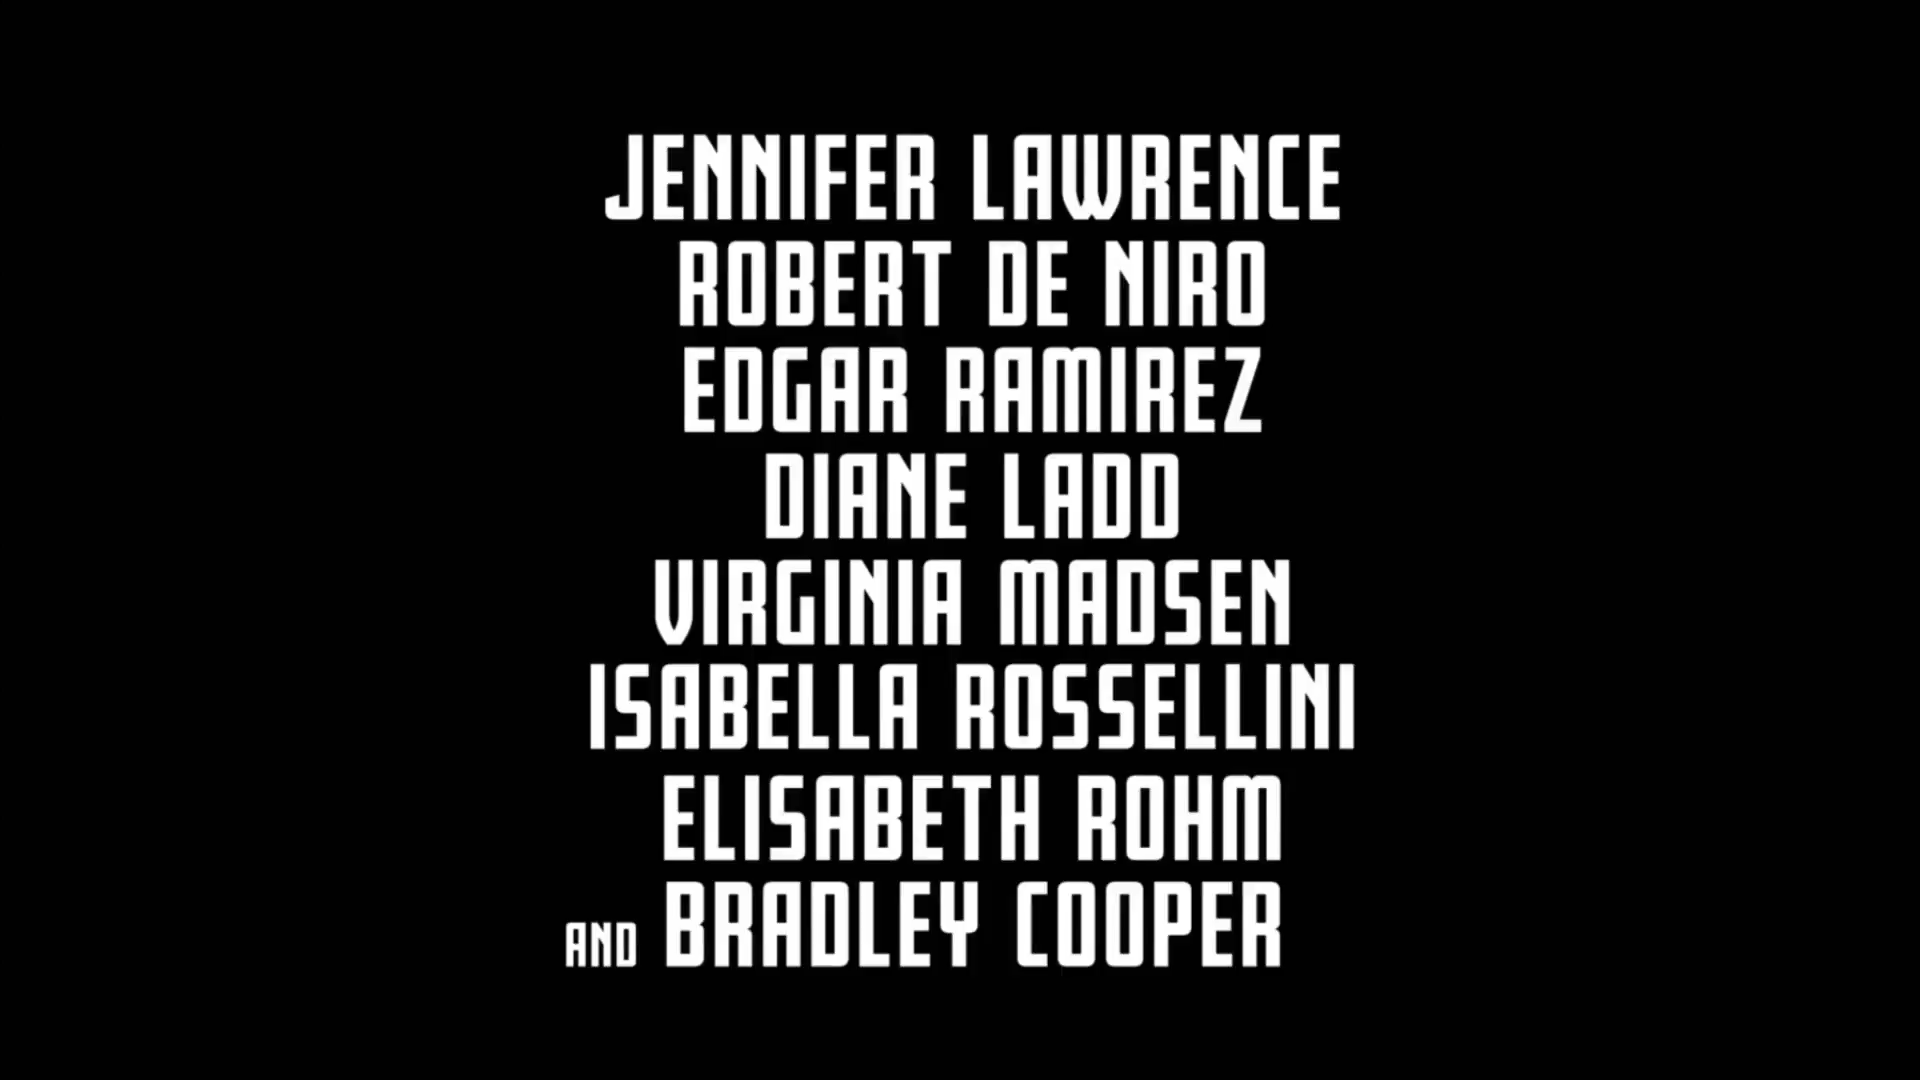 JENNIFER LAWRENCE
ROBERT DE NIRO
EDGAR RAMIREZ
DIANE LADD
VIRGINIA MADSEN
ISABELLA ROSSELLINI
ELISABETH ROHM
AND BRADLEY COOPER